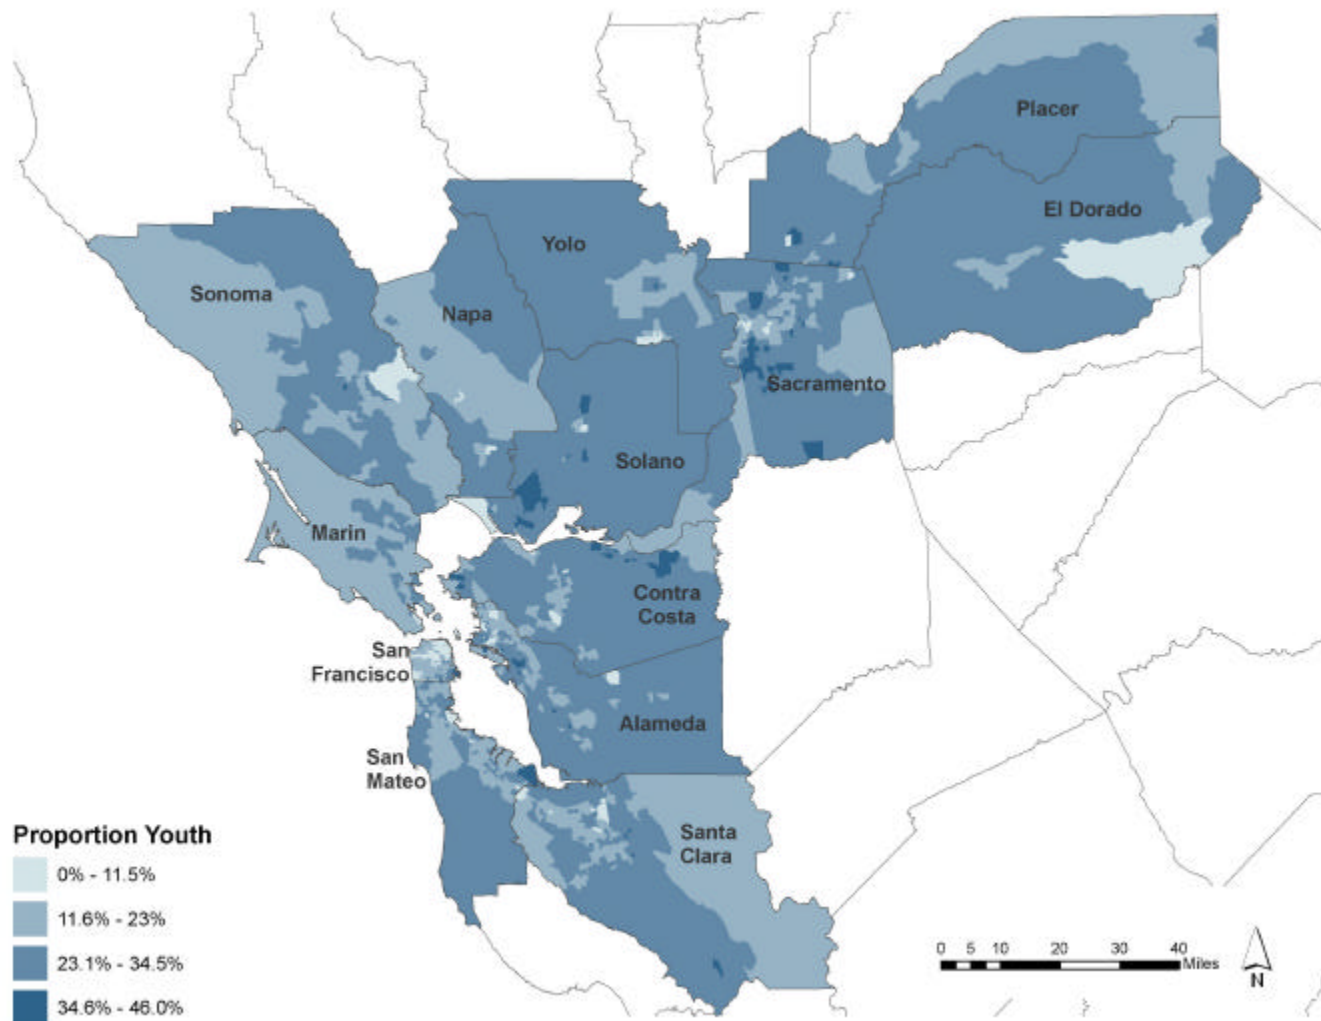 Placer
El Dorado
Yolo
Sonoma
Napa
Sacramento
Solano
Marin
Contra
Costa
San
Francisco
Alameda
San
Mateo
Santa
Clara
Proportion Youth
0% - 11.5%
11.6% - 23%
23.1% - 34.5%
34.6% - 46.0%
0 5 10 20 30 40
Miles
N